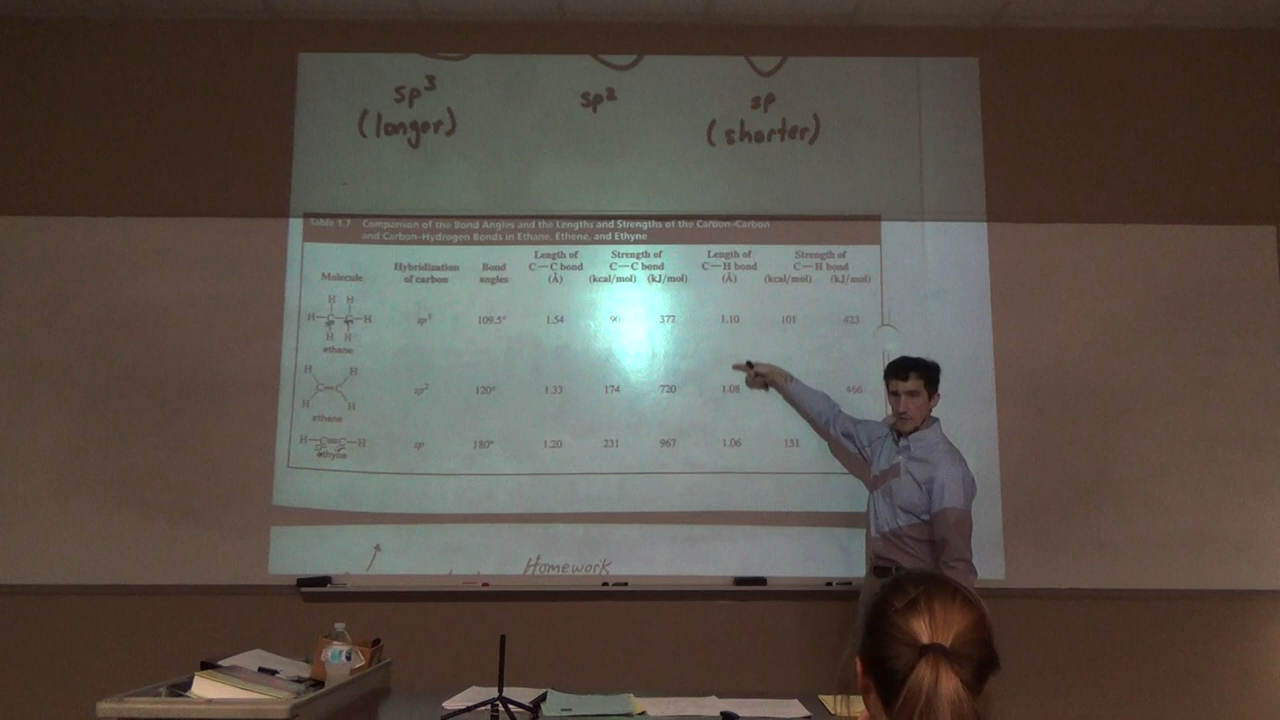 sp³ sp² sp
(longer) (shorter)
Table 1.7 Comparison of the Bond Angles and the Lengths and Strengths of the Carbon–Carbon
and Carbon–Hydrogen Bonds in Ethane, Ethene, and Ethyne
Length of Strength of Length of Strength of
Molecule Hybridization Bond C—C bond C—C bond C—H bond C—H bond
of carbon angles (Å) (kcal/mol) (kJ/mol) (Å) (kcal/mol) (kJ/mol)
H H
H—C—C—H sp³ 109.5° 1.54 90 377 1.10 101 423
H H
ethane
H H
C=C sp² 120° 1.33 174 720 1.08 466
H H
ethene
H—C≡C—H sp 180° 1.20 231 967 1.06 131
ethyne
Homework